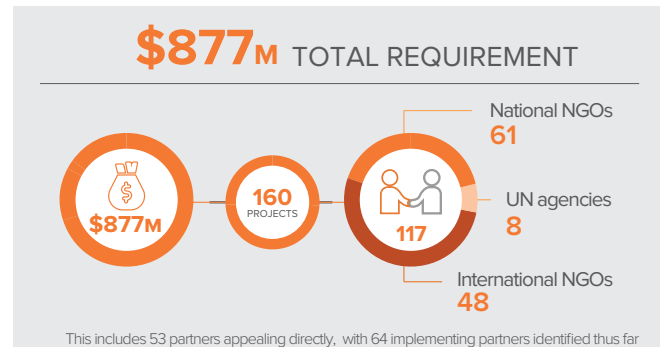 $877M TOTAL REQUIREMENT
National NGOs
61
$
$877M
160
PROJECTS
117
UN agencies
8
International NGOs
48
This includes 53 partners appealing directly, with 64 implementing partners identified thus far